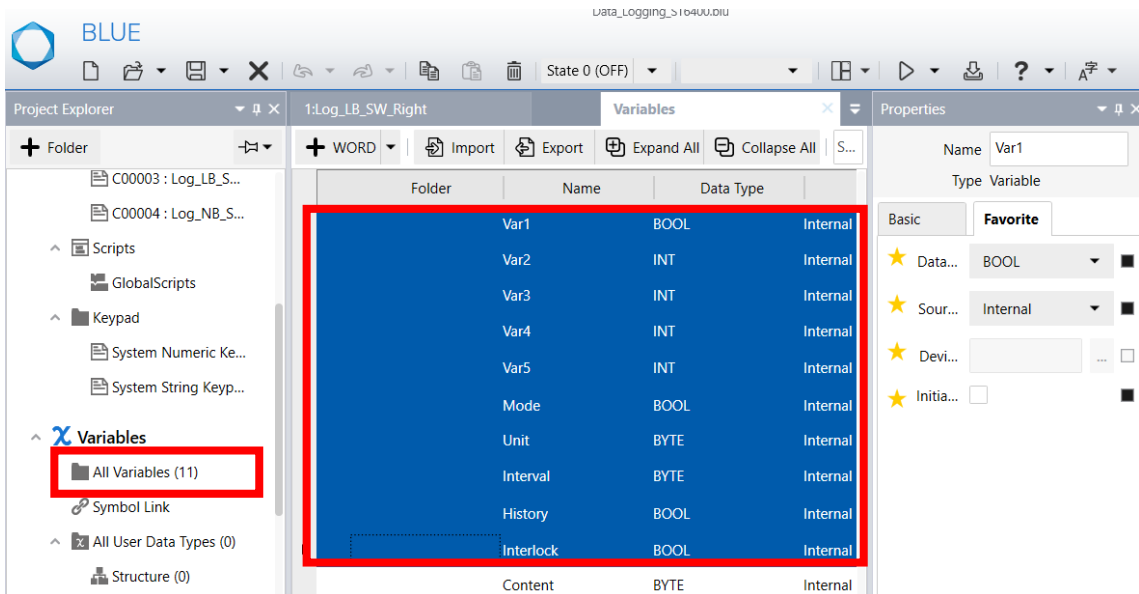 Data_Logging_ST6400.blu
BLUE
State 0 (OFF)
?
Project Explorer
Folder
C00003 : Log_LB_S...
C00004 : Log_NB_S...
Scripts
GlobalScripts
Keypad
System Numeric Ke...
System String Keyp...
Variables
All Variables (11)
Symbol Link
All User Data Types (0)
Structure (0)
1:Log_LB_SW_Right
Variables
WORD
Import
Export
Expand All
Collapse All
S...
Folder Name Data Type
Var1 BOOL Internal
Var2 INT Internal
Var3 INT Internal
Var4 INT Internal
Var5 INT Internal
Mode BOOL Internal
Unit BYTE Internal
Interval BYTE Internal
History BOOL Internal
Interlock BOOL Internal
Content BYTE Internal
Properties
Name Var1
Type Variable
Basic Favorite
Data... BOOL
Sour... Internal
Devi... ...
Initia...